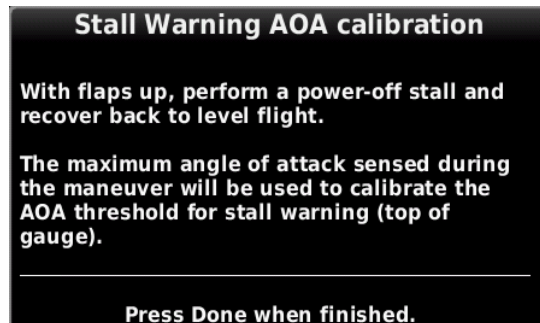 Stall Warning AOA calibration
With flaps up, perform a power-off stall and
recover back to level flight.
The maximum angle of attack sensed during
the maneuver will be used to calibrate the
AOA threshold for stall warning (top of
gauge).
Press Done when finished.